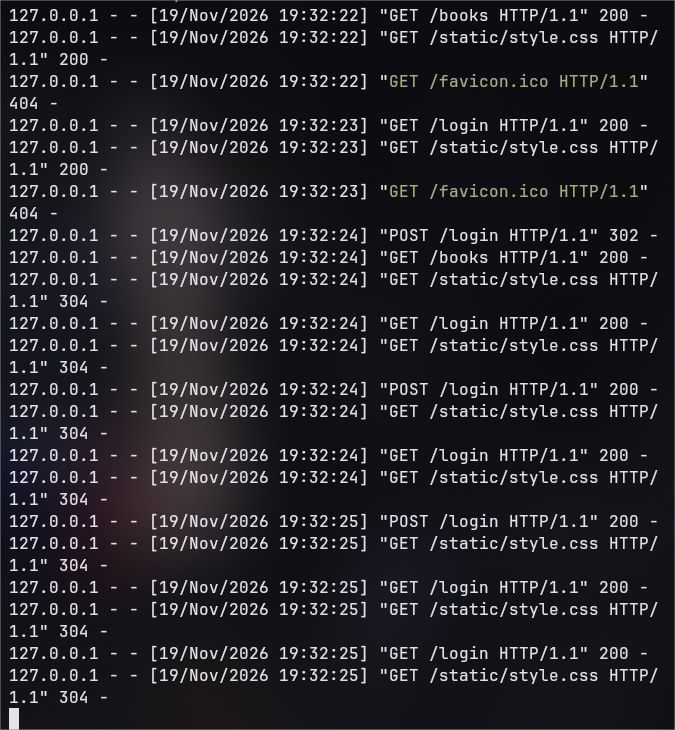 127.0.0.1 - - [19/Nov/2026 19:32:22] "GET /books HTTP/1.1" 200 -
127.0.0.1 - - [19/Nov/2026 19:32:22] "GET /static/style.css HTTP/
1.1" 200 -
127.0.0.1 - - [19/Nov/2026 19:32:22] "GET /favicon.ico HTTP/1.1"
404 -
127.0.0.1 - - [19/Nov/2026 19:32:23] "GET /login HTTP/1.1" 200 -
127.0.0.1 - - [19/Nov/2026 19:32:23] "GET /static/style.css HTTP/
1.1" 200 -
127.0.0.1 - - [19/Nov/2026 19:32:23] "GET /favicon.ico HTTP/1.1"
404 -
127.0.0.1 - - [19/Nov/2026 19:32:24] "POST /login HTTP/1.1" 302 -
127.0.0.1 - - [19/Nov/2026 19:32:24] "GET /books HTTP/1.1" 200 -
127.0.0.1 - - [19/Nov/2026 19:32:24] "GET /static/style.css HTTP/
1.1" 304 -
127.0.0.1 - - [19/Nov/2026 19:32:24] "GET /login HTTP/1.1" 200 -
127.0.0.1 - - [19/Nov/2026 19:32:24] "GET /static/style.css HTTP/
1.1" 304 -
127.0.0.1 - - [19/Nov/2026 19:32:24] "POST /login HTTP/1.1" 200 -
127.0.0.1 - - [19/Nov/2026 19:32:24] "GET /static/style.css HTTP/
1.1" 304 -
127.0.0.1 - - [19/Nov/2026 19:32:24] "GET /login HTTP/1.1" 200 -
127.0.0.1 - - [19/Nov/2026 19:32:24] "GET /static/style.css HTTP/
1.1" 304 -
127.0.0.1 - - [19/Nov/2026 19:32:25] "POST /login HTTP/1.1" 200 -
127.0.0.1 - - [19/Nov/2026 19:32:25] "GET /static/style.css HTTP/
1.1" 304 -
127.0.0.1 - - [19/Nov/2026 19:32:25] "GET /login HTTP/1.1" 200 -
127.0.0.1 - - [19/Nov/2026 19:32:25] "GET /static/style.css HTTP/
1.1" 304 -
127.0.0.1 - - [19/Nov/2026 19:32:25] "GET /login HTTP/1.1" 200 -
127.0.0.1 - - [19/Nov/2026 19:32:25] "GET /static/style.css HTTP/
1.1" 304 -